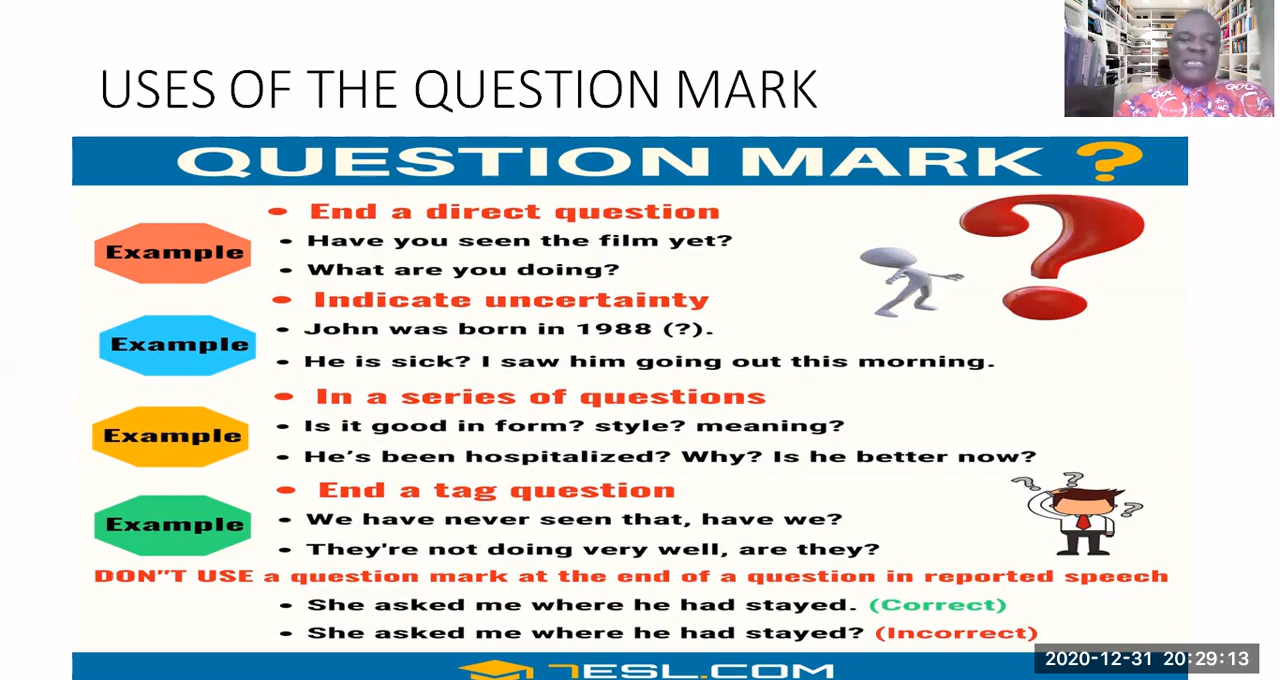 USES OF THE QUESTION MARK
QUESTION MARK ?
• End a direct question
Example
• Have you seen the film yet?
• What are you doing?
• Indicate uncertainty
Example
• John was born in 1988 (?).
• He is sick? I saw him going out this morning.
• In a series of questions
Example
• Is it good in form? style? meaning?
• He's been hospitalized? Why? Is he better now?
• End a tag question
Example
• We have never seen that, have we?
• They're not doing very well, are they?
DON"T USE a question mark at the end of a question in reported speech
• She asked me where he had stayed. (Correct)
• She asked me where he had stayed? (Incorrect)
7ESL.COM
2020-12-31 20:29:13